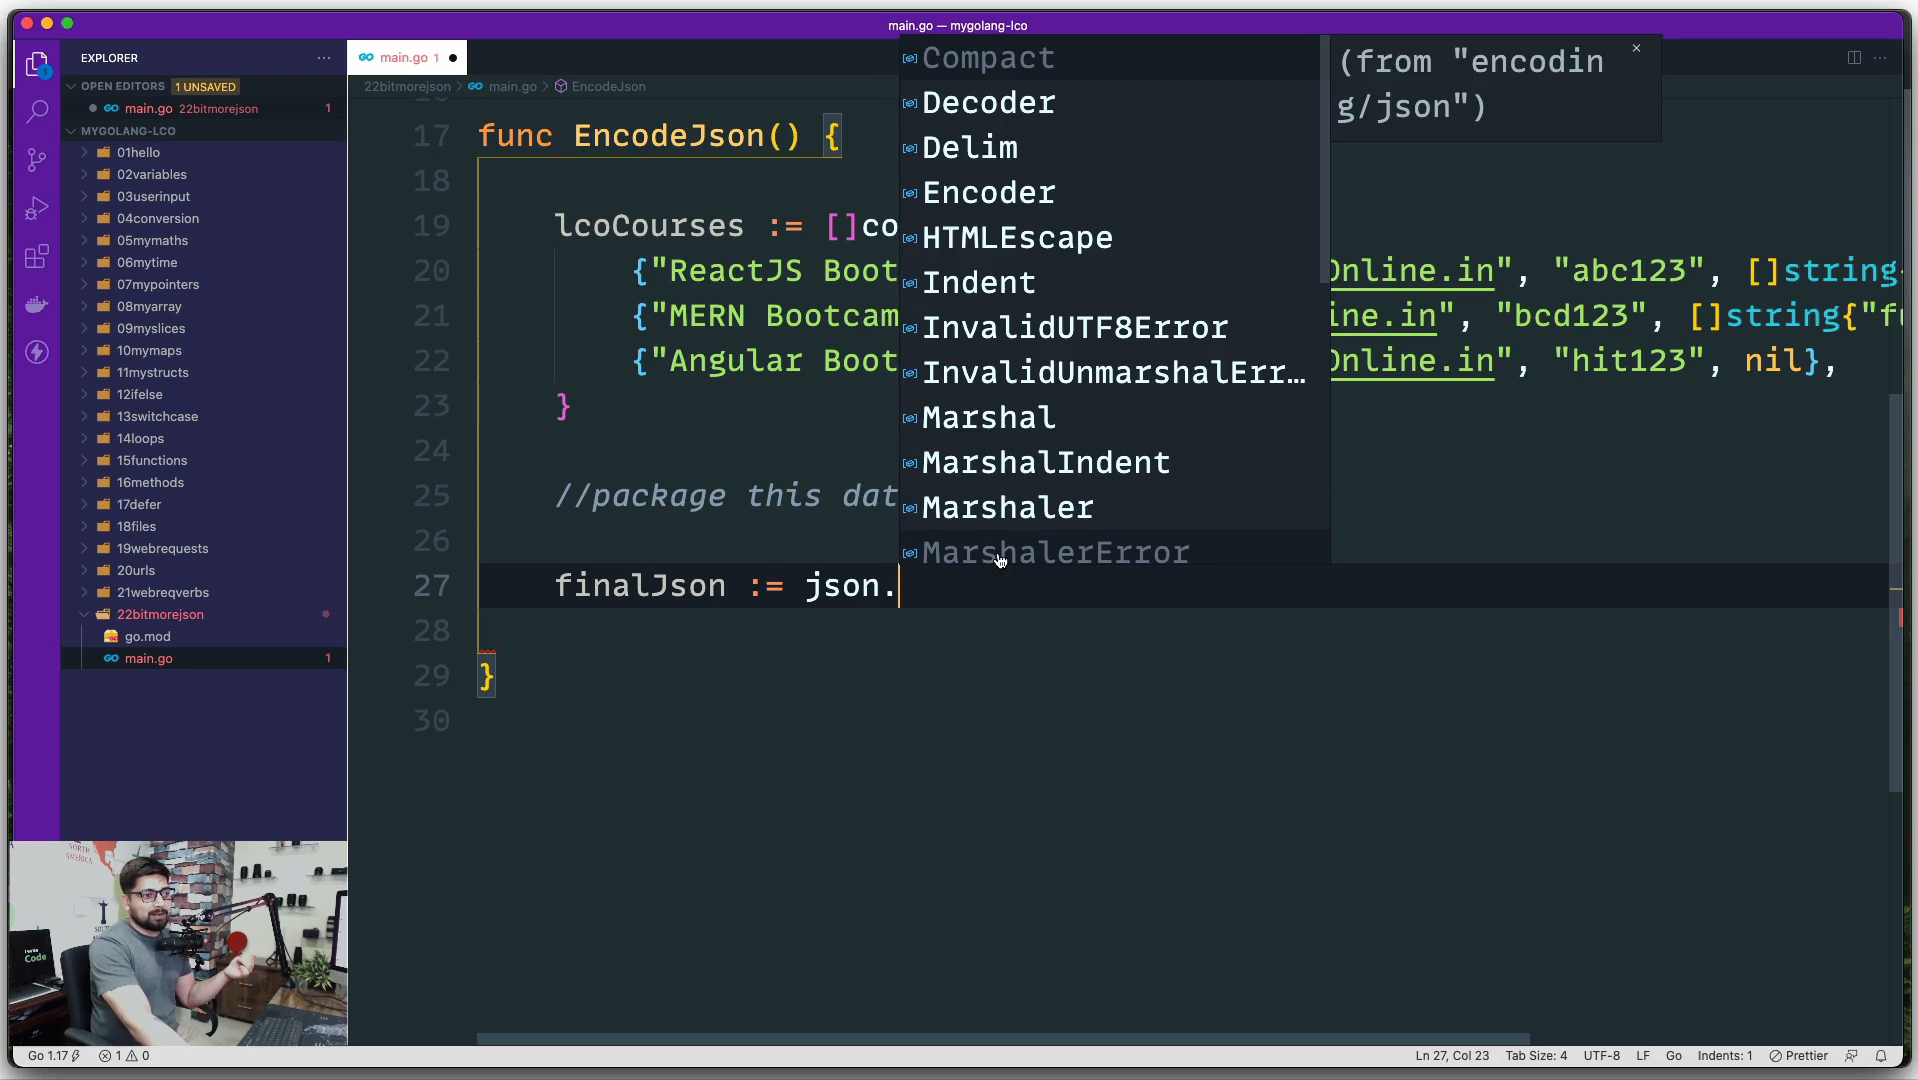 main.go — mygolang-lco
EXPLORER
OPEN EDITORS 1 UNSAVED
main.go 22bitmorejson 1
MYGOLANG-LCO
01hello
02variables
03userinput
04conversion
05mymaths
06mytime
07mypointers
08myarray
09myslices
10mymaps
11mystructs
12ifelse
13switchcase
14loops
15functions
16methods
17defer
18files
19webrequests
20urls
21webreqverbs
22bitmorejson
go.mod
main.go 1
main.go 1
22bitmorejson > main.go > EncodeJson
17 func EncodeJson() {
18
19 lcoCourses := []co
20 {"ReactJS Boot Online.in", "abc123", []string{
21 {"MERN Bootcam ine.in", "bcd123", []string{"fu
22 {"Angular Boot Online.in", "hit123", nil},
23 }
24
25 //package this dat
26
27 finalJson := json.
28
29 }
30
Compact
Decoder
Delim
Encoder
HTMLEscape
Indent
InvalidUTF8Error
InvalidUnmarshalErr…
Marshal
MarshalIndent
Marshaler
MarshalerError
(from "encodin
g/json")
NORTH
AMERICA
I write
Code
Go 1.17 1 0 Ln 27, Col 23 Tab Size: 4 UTF-8 LF Go Indents: 1 Prettier